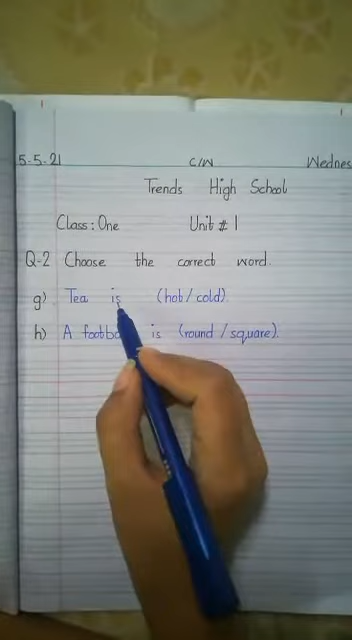 5-5-21 C/W Wednes
Trends High School
Class: One Unit # 1
Q-2 Choose the correct word.
g) Tea is (hot/cold).
h) A footba is (round/square).